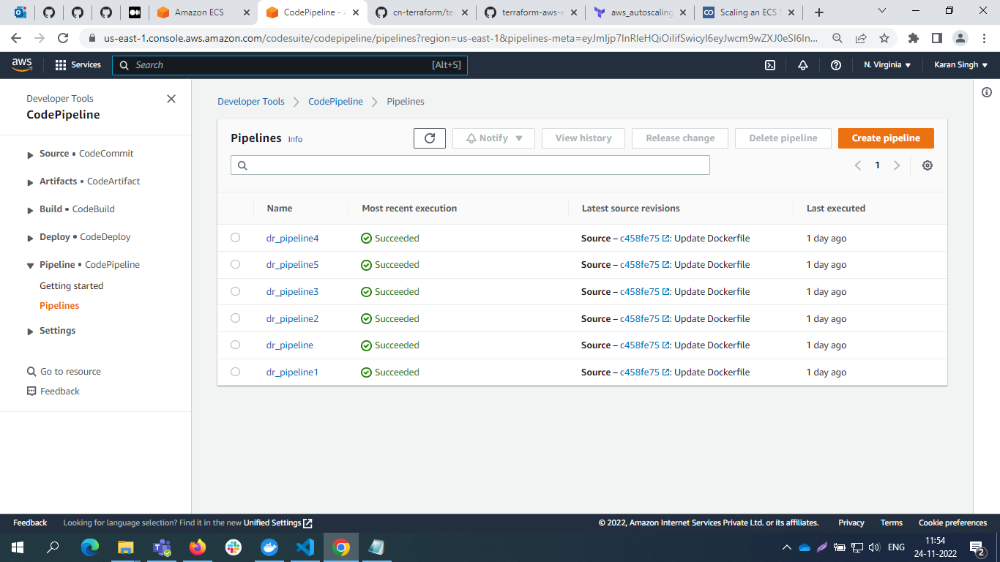 Amazon ECS
CodePipeline - A
cn-terraform/te
terraform-aws-e
aws_autoscaling
Scaling an ECS S
us-east-1.console.aws.amazon.com/codesuite/codepipeline/pipelines?region=us-east-1&pipelines-meta=eyJmIjp7InRleHQiOiIifSwicyI6eyJwcm9wZXJ0eSI6In...
aws
Services
Search
[Alt+S]
N. Virginia
Karan Singh
Developer Tools
CodePipeline
Source • CodeCommit
Artifacts • CodeArtifact
Build • CodeBuild
Deploy • CodeDeploy
Pipeline • CodePipeline
Getting started
Pipelines
Settings
Go to resource
Feedback
Developer Tools
CodePipeline
Pipelines
Pipelines Info
Notify
View history
Release change
Delete pipeline
Create pipeline
1
Name Most recent execution Latest source revisions Last executed
dr_pipeline4 Succeeded Source – c458fe75: Update Dockerfile 1 day ago
dr_pipeline5 Succeeded Source – c458fe75: Update Dockerfile 1 day ago
dr_pipeline3 Succeeded Source – c458fe75: Update Dockerfile 1 day ago
dr_pipeline2 Succeeded Source – c458fe75: Update Dockerfile 1 day ago
dr_pipeline Succeeded Source – c458fe75: Update Dockerfile 1 day ago
dr_pipeline1 Succeeded Source – c458fe75: Update Dockerfile 1 day ago
Feedback Looking for language selection? Find it in the new Unified Settings
© 2022, Amazon Internet Services Private Ltd. or its affiliates. Privacy Terms Cookie preferences
ENG
11:54
24-11-2022
2